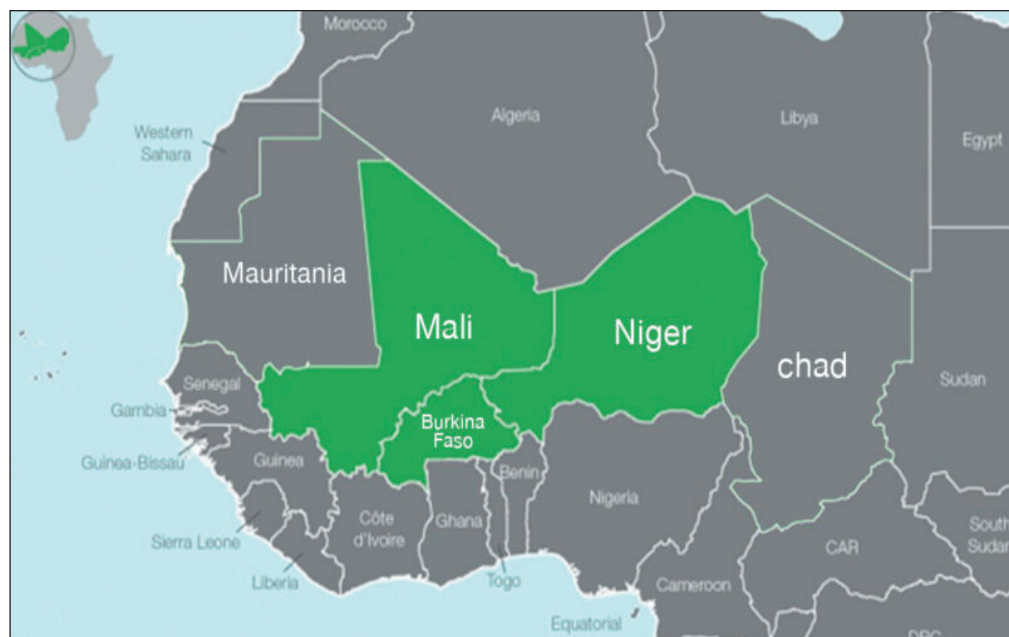 Morocco
Algeria
Libya
Egypt
Western
Sahara
Mauritania
Mali
Niger
chad
Sudan
Senegal
Gambia
Guinea-Bissau
Guinea
Burkina
Faso
Benin
Nigeria
Sierra Leone
Liberia
Côte
d'Ivoire
Ghana
Togo
Cameroon
CAR
South
Sudan
Equatorial
DRC